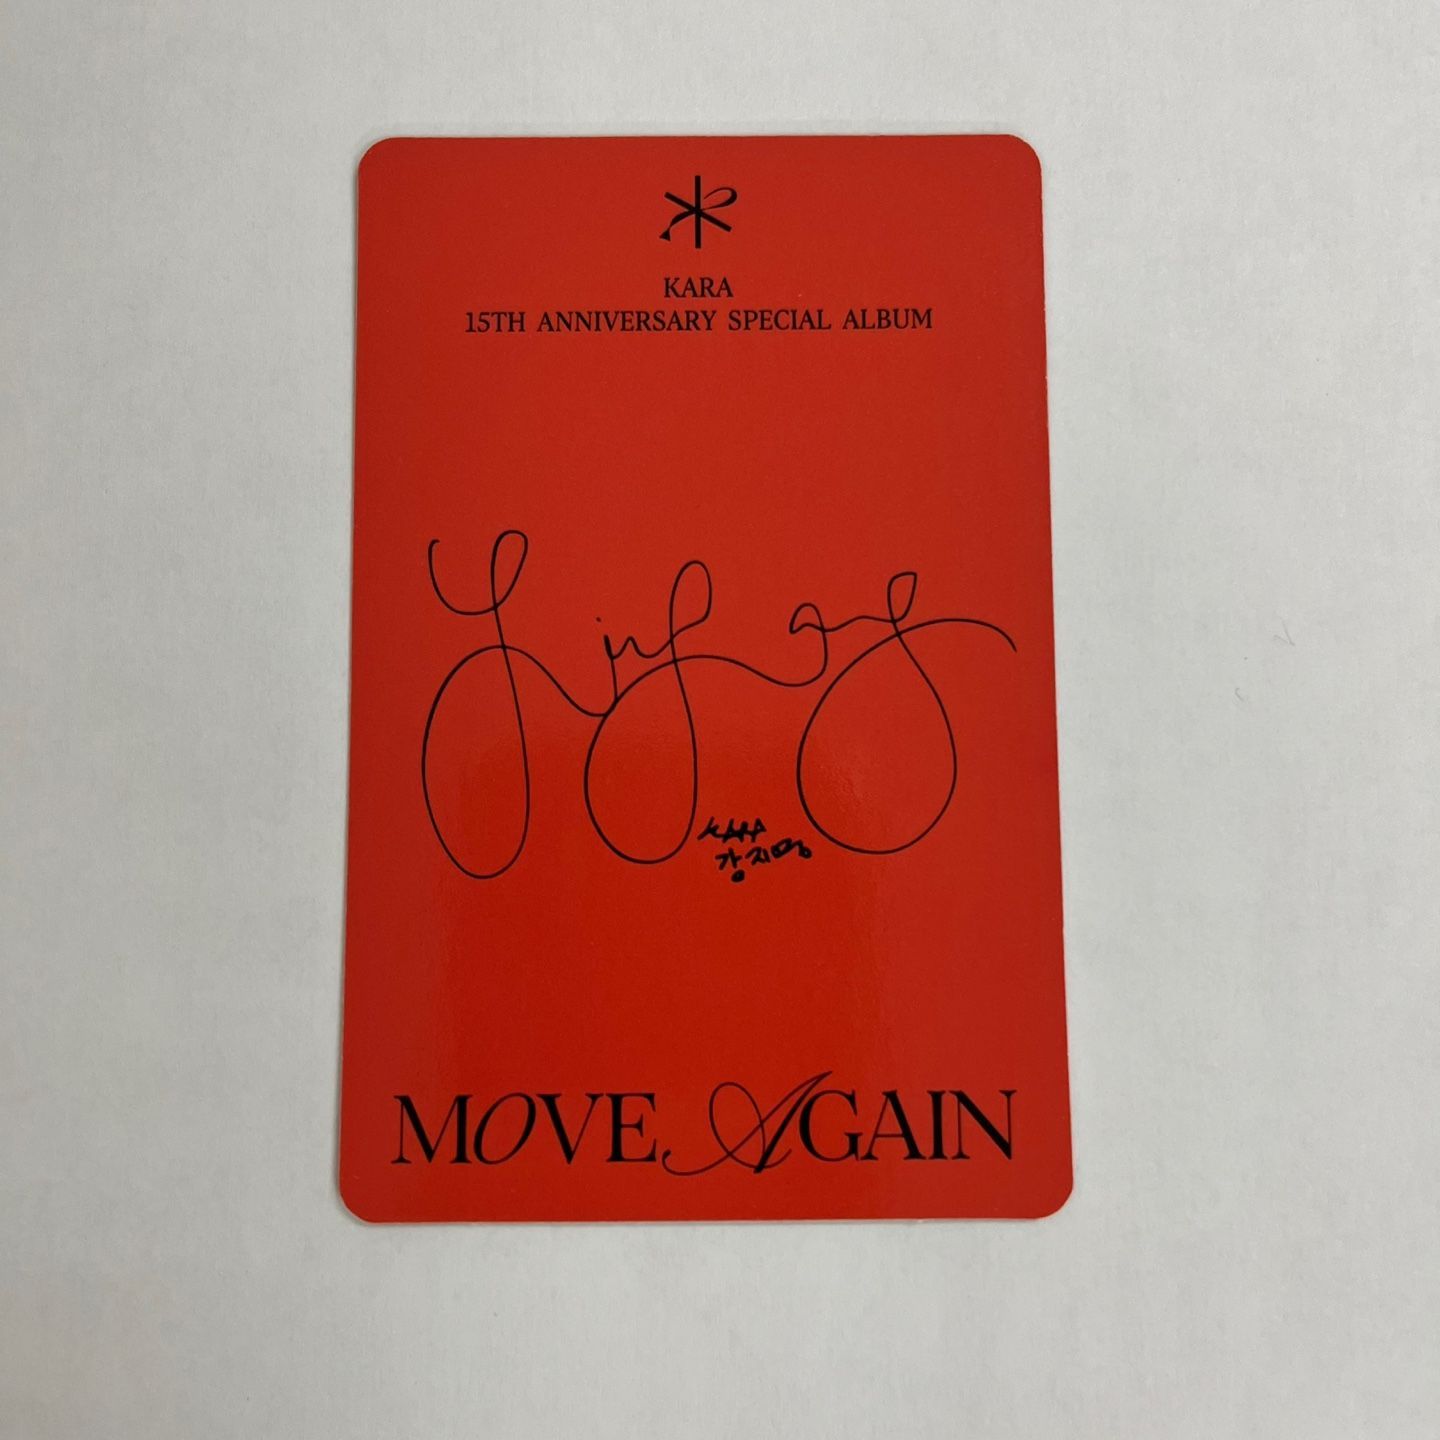 KARA
15TH ANNIVERSARY SPECIAL ALBUM
KARA
강지영
MOVE AGAIN